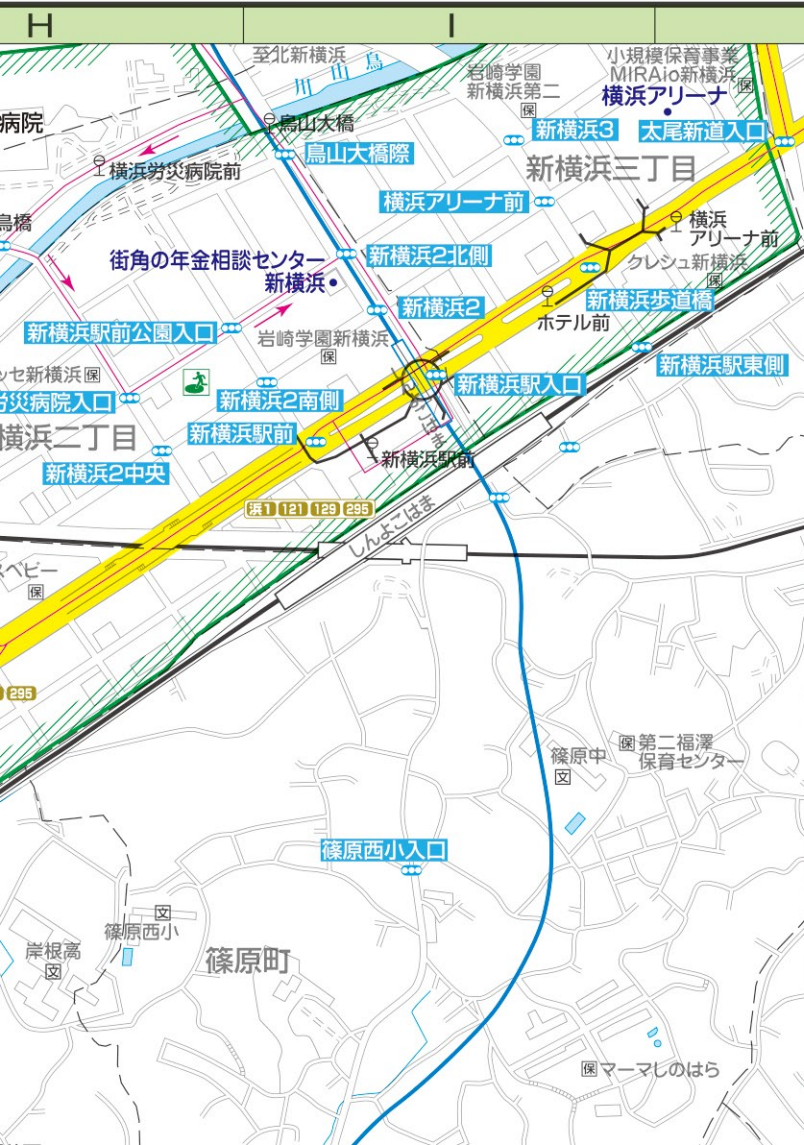 H
I
至北新横浜
鳥山川
岩崎学園
新横浜第二
保
小規模保育事業
MIRAio新横浜
保
横浜アリーナ
病院
鳥山大橋
新横浜3
太尾新道入口
鳥山大橋際
横浜労災病院前
新横浜三丁目
横浜アリーナ前
鳥橋
横浜
アリーナ前
街角の年金相談センター
新横浜
新横浜2北側
クレシュ新横浜
保
新横浜2
新横浜歩道橋
ホテル前
新横浜駅前公園入口
岩崎学園新横浜
保
新横浜駅東側
ッセ新横浜
保
新横浜駅入口
労災病院入口
新横浜2南側
横浜二丁目
新横浜駅前
新横浜駅前
新横浜2中央
浜1
121
129
295
しんよこはま
スベビー
保
295
篠原中
文
保
第二福澤
保育センター
篠原西小入口
文
篠原西小
岸根高
文
篠原町
保
マーマしのはら